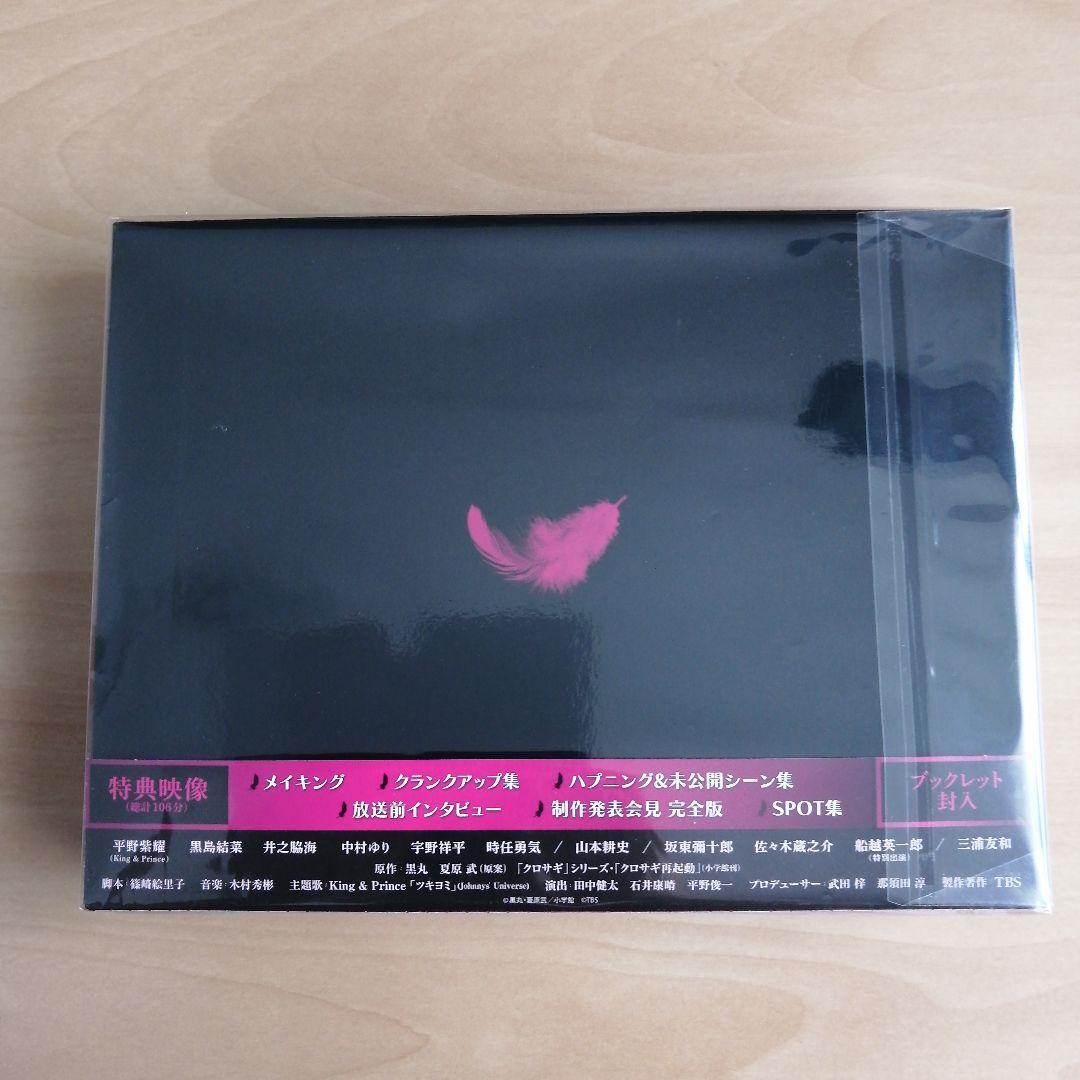 特典映像
(総計106分)
メイキング クランクアップ集 ハプニング&未公開シーン集
放送前インタビュー 制作発表会見 完全版 SPOT集
ブックレット
封入
平野紫耀 黒島結菜 井之脇海 中村ゆり 宇野祥平 時任勇気 / 山本耕史 / 坂東彌十郎 佐々木蔵之介 船越英一郎 / 三浦友和
(King & Prince) (特別出演)
原作:黒丸 夏原 武(原案) 「クロサギ」シリーズ・「クロサギ再起動」(小学館刊)
脚本:篠﨑絵里子 音楽:木村秀彬 主題歌:King & Prince「ツキヨミ」(Johnnys' Universe) 演出:田中健太 石井康晴 平野俊一 プロデューサー:武田 梓 那須田 淳 製作著作 TBS
©黒丸・夏原武/小学館 ©TBS